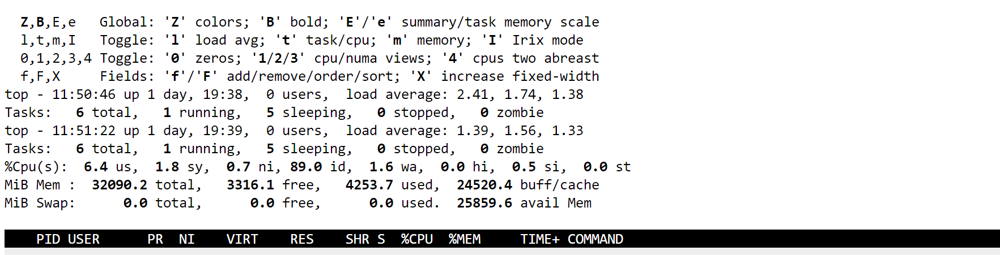 Z,B,E,e   Global: 'Z' colors; 'B' bold; 'E'/'e' summary/task memory scale
l,t,m,I   Toggle: 'l' load avg; 't' task/cpu; 'm' memory; 'I' Irix mode
0,1,2,3,4 Toggle: '0' zeros; '1/2/3' cpu/numa views; '4' cpus two abreast
f,F,X     Fields: 'f'/'F' add/remove/order/sort; 'X' increase fixed-width
top - 11:50:46 up 1 day, 19:38,  0 users,  load average: 2.41, 1.74, 1.38
Tasks:   6 total,   1 running,   5 sleeping,   0 stopped,   0 zombie
top - 11:51:22 up 1 day, 19:39,  0 users,  load average: 1.39, 1.56, 1.33
Tasks:   6 total,   1 running,   5 sleeping,   0 stopped,   0 zombie
%Cpu(s):  6.4 us,  1.8 sy,  0.7 ni, 89.0 id,  1.6 wa,  0.0 hi,  0.5 si,  0.0 st
MiB Mem :  32090.2 total,   3316.1 free,   4253.7 used,  24520.4 buff/cache
MiB Swap:      0.0 total,      0.0 free,      0.0 used.  25859.6 avail Mem
PID USER      PR  NI    VIRT    RES    SHR S  %CPU  %MEM     TIME+ COMMAND